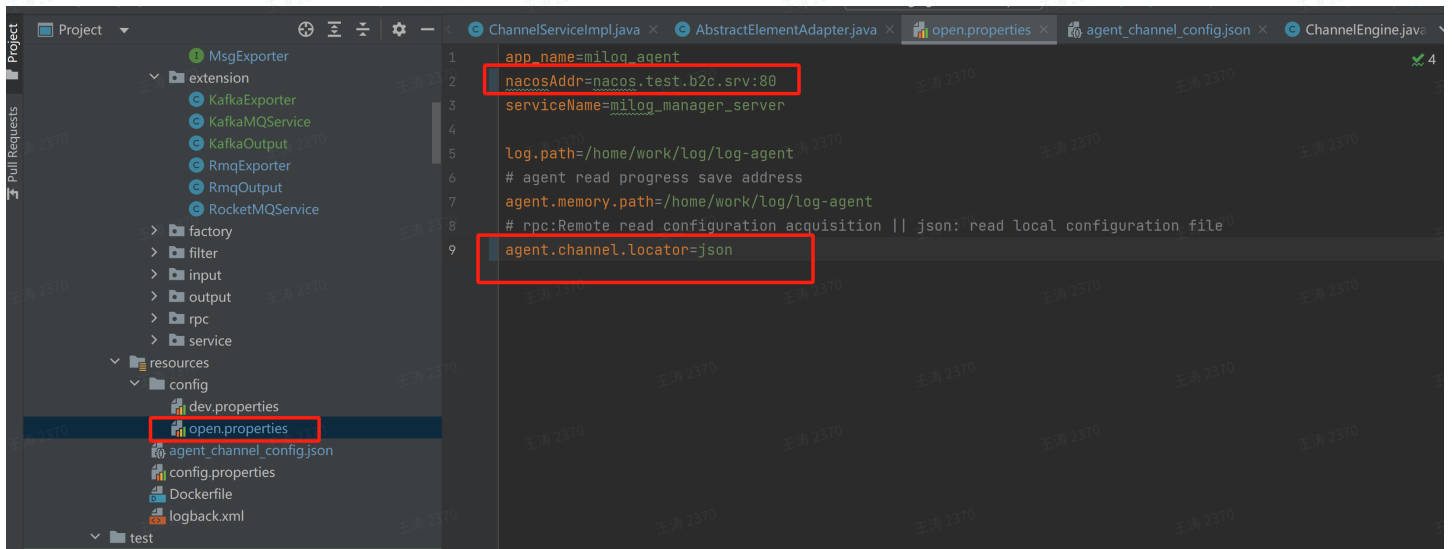 Project
ChannelServiceImpl.java
AbstractElementAdapter.java
open.properties
agent_channel_config.json
ChannelEngine.java
Project
Pull Requests
MsgExporter
extension
KafkaExporter
KafkaMQService
KafkaOutput
RmqExporter
RmqOutput
RocketMQService
factory
filter
input
output
rpc
service
resources
config
dev.properties
open.properties
agent_channel_config.json
config.properties
Dockerfile
logback.xml
test
1 app_name=milog_agent
4
2 nacosAddr=nacos.test.b2c.srv:80
3 serviceName=milog_manager_server
4
5 log.path=/home/work/log/log-agent
6 # agent read progress save address
7 agent.memory.path=/home/work/log/log-agent
8 # rpc:Remote read configuration acquisition || json: read local configuration file
9 agent.channel.locator=json
王涛 2370